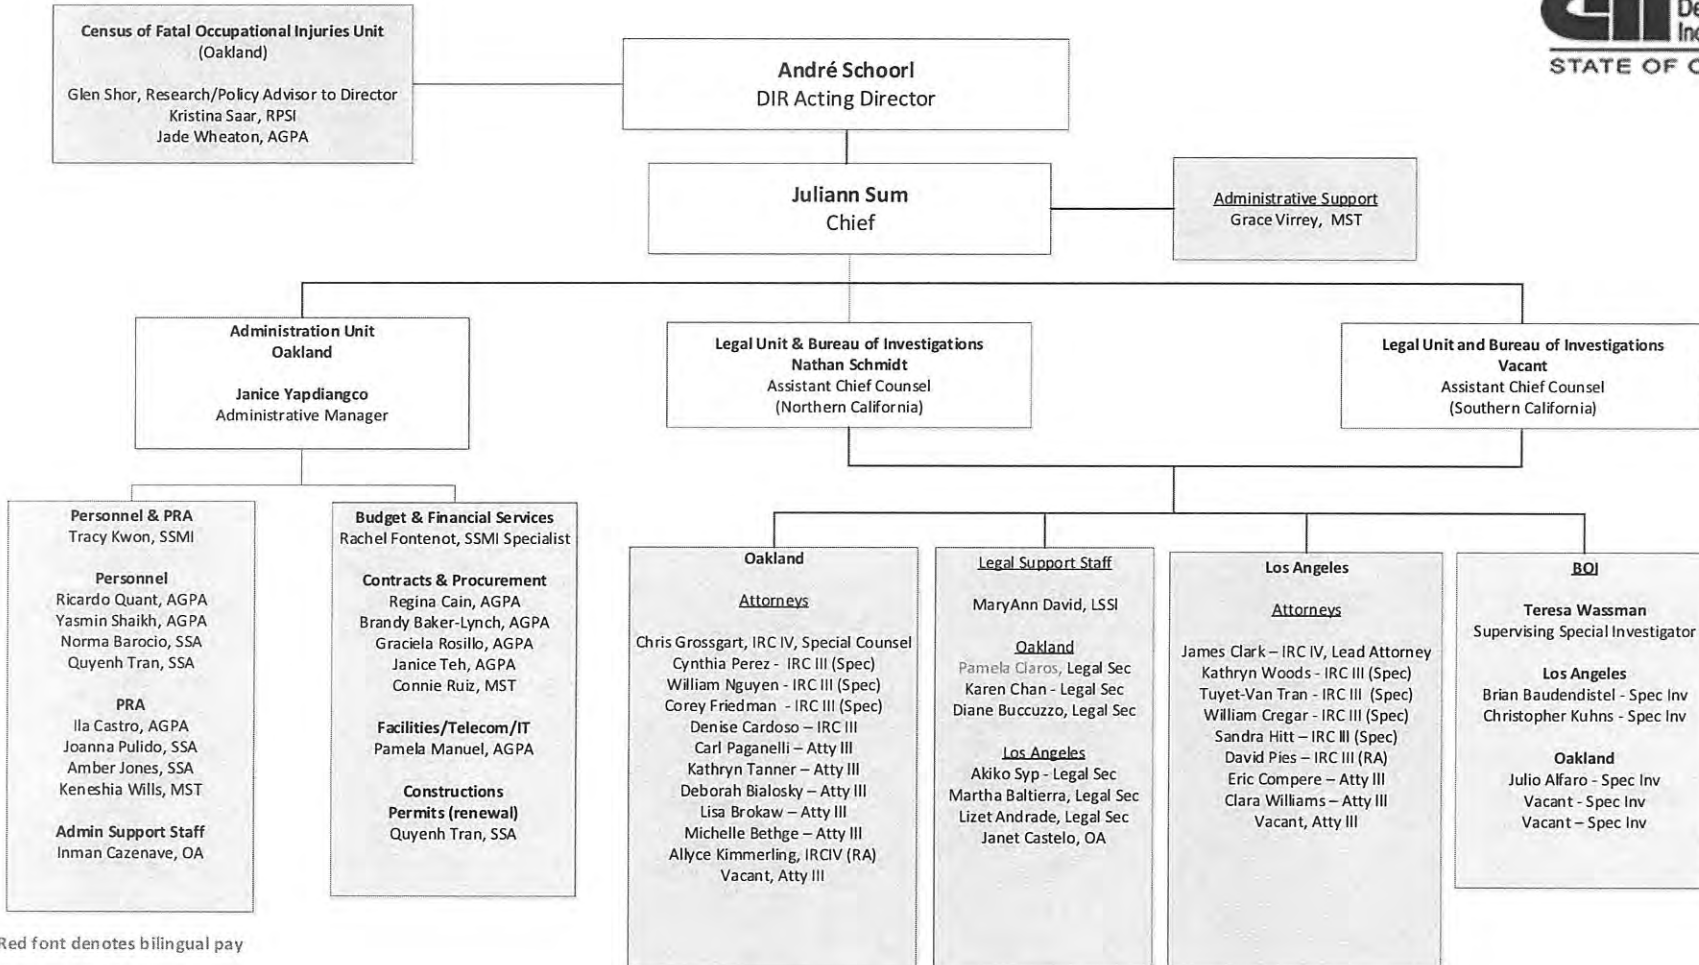 De
Inc
STATE OF C
Census of Fatal Occupational Injuries Unit
(Oakland)
Glen Shor, Research/Policy Advisor to Director
Kristina Saar, RPSI
Jade Wheaton, AGPA
André Schoorl
DIR Acting Director
Juliann Sum
Chief
Administrative Support
Grace Virrey, MST
Administration Unit
Oakland
Janice Yapdiangco
Administrative Manager
Legal Unit & Bureau of Investigations
Nathan Schmidt
Assistant Chief Counsel
(Northern California)
Legal Unit and Bureau of Investigations
Vacant
Assistant Chief Counsel
(Southern California)
Personnel & PRA
Tracy Kwon, SSMI
Personnel
Ricardo Quant, AGPA
Yasmin Shaikh, AGPA
Norma Barocio, SSA
Quyenh Tran, SSA
PRA
Ila Castro, AGPA
Joanna Pulido, SSA
Amber Jones, SSA
Keneshia Wills, MST
Admin Support Staff
Inman Cazenave, OA
Budget & Financial Services
Rachel Fontenot, SSMI Specialist
Contracts & Procurement
Regina Cain, AGPA
Brandy Baker-Lynch, AGPA
Graciela Rosillo, AGPA
Janice Teh, AGPA
Connie Ruiz, MST
Facilities/Telecom/IT
Pamela Manuel, AGPA
Constructions
Permits (renewal)
Quyenh Tran, SSA
Oakland
Attorneys
Chris Grossgart, IRC IV, Special Counsel
Cynthia Perez - IRC III (Spec)
William Nguyen - IRC III (Spec)
Corey Friedman - IRC III (Spec)
Denise Cardoso – IRC III
Carl Paganelli – Atty III
Kathryn Tanner – Atty III
Deborah Bialosky – Atty III
Lisa Brokaw – Atty III
Michelle Bethge – Atty III
Allyce Kimmerling, IRCIV (RA)
Vacant, Atty III
Legal Support Staff
MaryAnn David, LSSI
Oakland
Pamela Claros, Legal Sec
Karen Chan - Legal Sec
Diane Buccuzzo, Legal Sec
Los Angeles
Akiko Syp - Legal Sec
Martha Baltierra, Legal Sec
Lizet Andrade, Legal Sec
Janet Castelo, OA
Los Angeles
Attorneys
James Clark – IRC IV, Lead Attorney
Kathryn Woods - IRC III (Spec)
Tuyet-Van Tran - IRC III (Spec)
William Cregar - IRC III (Spec)
Sandra Hitt – IRC III (Spec)
David Pies – IRC III (RA)
Eric Compere – Atty III
Clara Williams – Atty III
Vacant, Atty III
BOI
Teresa Wassman
Supervising Special Investigator
Los Angeles
Brian Baudendistel - Spec Inv
Christopher Kuhns - Spec Inv
Oakland
Julio Alfaro - Spec Inv
Vacant - Spec Inv
Vacant – Spec Inv
Red font denotes bilingual pay